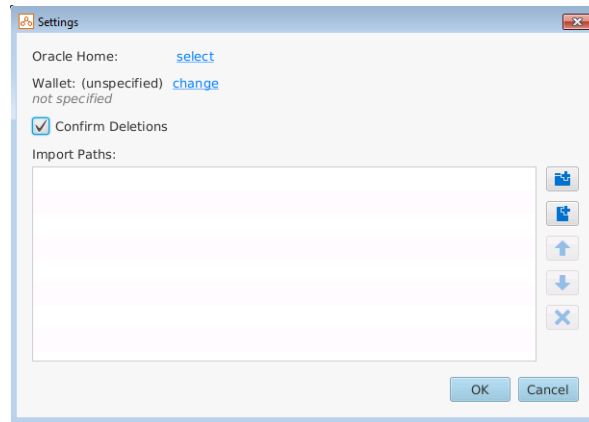 Settings
Oracle Home: select
Wallet: (unspecified) change
not specified
Confirm Deletions
Import Paths:
OK Cancel